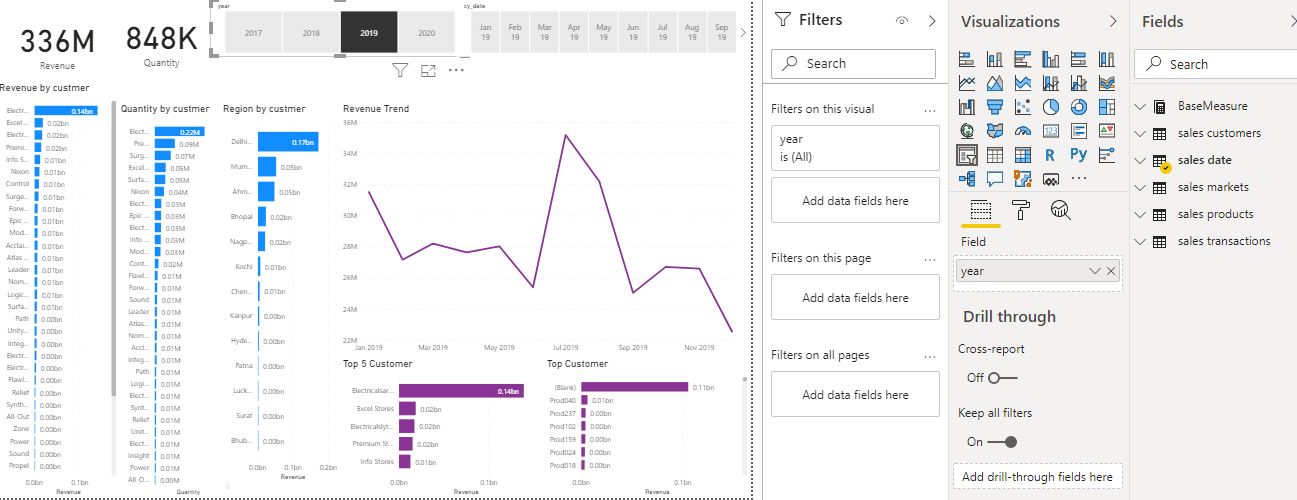 336M
Revenue
848K
Quantity
year
2017 2018 2019 2020
cy_date
Jan 19 Feb 19 Mar 19 Apr 19 May 19 Jun 19 Jul 19 Aug 19 Sep 19
Revenue by custmer
Electr... 0.14bn
Excel ... 0.02bn
Electr... 0.02bn
Premi... 0.02bn
Info S... 0.01bn
Nixon 0.01bn
Control 0.01bn
Surge... 0.01bn
Forw... 0.01bn
Epic ... 0.01bn
Mod... 0.01bn
Acclai... 0.01bn
Atlas ... 0.01bn
Leader 0.01bn
Nom... 0.01bn
Logic... 0.01bn
Surfa... 0.01bn
Path 0.00bn
Unity... 0.00bn
Integ... 0.00bn
Electr... 0.00bn
Electr... 0.00bn
Flawl... 0.00bn
Relief 0.00bn
Synth... 0.00bn
All-Out 0.00bn
Zone 0.00bn
Power 0.00bn
Sound 0.00bn
Propel 0.00bn
0.0bn 0.1bn
Revenue
Quantity by custmer
Elect... 0.22M
Pre... 0.09M
Surg... 0.07M
Excel... 0.05M
Surfa... 0.05M
Nixon 0.04M
Elect... 0.03M
Epic ... 0.03M
Elect... 0.03M
Info ... 0.03M
Mod... 0.03M
Cont... 0.02M
Flawl... 0.01M
Forw... 0.01M
Sound 0.01M
Leader 0.01M
Atlas... 0.01M
Nom... 0.01M
Accl... 0.01M
Integ... 0.01M
Path 0.01M
Logi... 0.01M
Elect... 0.01M
Synt... 0.01M
Relief 0.01M
Unit... 0.01M
Elect... 0.01M
Insight 0.01M
Power 0.01M
All-O... 0.01M
Quantity
Region by custmer
Delhi... 0.17bn
Mum... 0.05bn
Ahm... 0.05bn
Bhopal 0.02bn
Nagp... 0.02bn
Kochi 0.01bn
Chen... 0.01bn
Kanpur 0.01bn
Hyde... 0.00bn
Patna 0.00bn
Luck... 0.00bn
Surat 0.00bn
Bhub... 0.00bn
0.0bn 0.1bn 0.2bn
Revenue
Revenue Trend
36M
34M
32M
30M
28M
26M
24M
22M
Jan 2019 Mar 2019 May 2019 Jul 2019 Sep 2019 Nov 2019
Top 5 Customer
Electricalsar... 0.14bn
Excel Stores 0.02bn
Electricalslyt... 0.02bn
Premium St... 0.02bn
Info Stores 0.01bn
0.0bn 0.1bn
Revenue
Top Customer
(Blank) 0.11bn
Prod040 0.01bn
Prod237 0.00bn
Prod102 0.00bn
Prod159 0.00bn
Prod024 0.00bn
Prod018 0.00bn
0.0bn 0.1bn
Revenue
Filters
Search
Filters on this visual ...
year
is (All)
Add data fields here
Filters on this page ...
Add data fields here
Filters on all pages ...
Add data fields here
Visualizations
123
R Py
...
Field
year
Drill through
Cross-report
Off
Keep all filters
On
Add drill-through fields here
Fields
Search
BaseMeasure
sales customers
sales date
sales markets
sales products
sales transactions